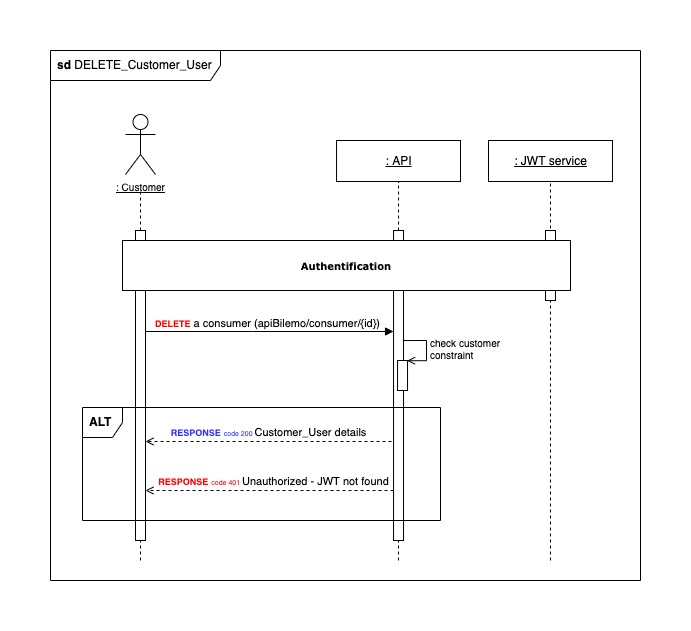 sd DELETE_Customer_User
: Customer
: API
: JWT service
Authentification
DELETE a consumer (apiBilemo/consumer/{id})
check customer
constraint
ALT
RESPONSE code 200 Customer_User details
RESPONSE code 401 Unauthorized - JWT not found